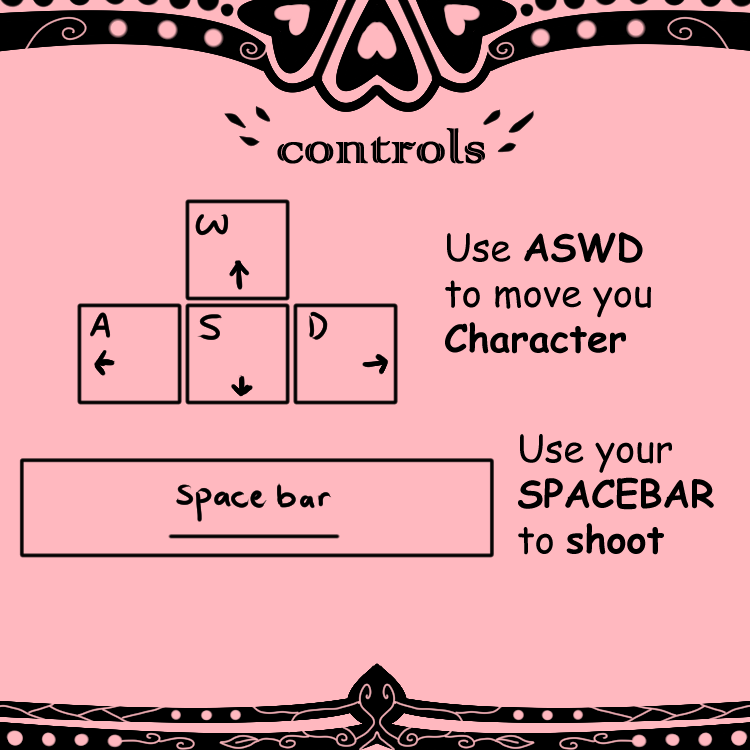 controls
W
A S D
Use ASWD
to move you
Character
Space bar
Use your
SPACEBAR
to shoot